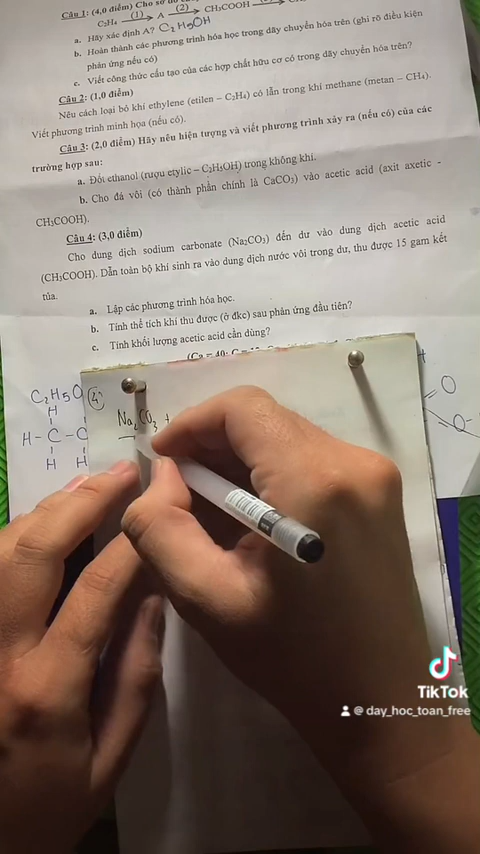 Câu 1: (4,0 điểm) Cho sơ đồ
C₂H₄ (1) A (2) CH₃COOH
a. Hãy xác định A? C₂H₅OH
b. Hoàn thành các phương trình hóa học trong dãy chuyển hóa trên (ghi rõ điều kiện
phản ứng nếu có)
c. Viết công thức cấu tạo của các hợp chất hữu cơ có trong dãy chuyển hóa trên?
Câu 2: (1,0 điểm)
Nêu cách loại bỏ khí ethylene (etilen – C₂H₄) có lẫn trong khí methane (metan – CH₄).
Viết phương trình minh họa (nếu có).
Câu 3: (2,0 điểm) Hãy nêu hiện tượng và viết phương trình xảy ra (nếu có) của các
trường hợp sau:
a. Đốt ethanol (rượu etylic – C₂H₅OH) trong không khí.
b. Cho đá vôi (có thành phần chính là CaCO₃) vào acetic acid (axit axetic -
CH₃COOH).
Câu 4: (3,0 điểm)
Cho dung dịch sodium carbonate (Na₂CO₃) đến dư vào dung dịch acetic acid
(CH₃COOH). Dẫn toàn bộ khí sinh ra vào dung dịch nước vôi trong dư, thu được 15 gam kết
tủa.
a. Lập các phương trình hóa học.
b. Tính thể tích khí thu được (ở đkc) sau phản ứng đầu tiên?
c. Tính khối lượng acetic acid cần dùng?
C₂H₅O
4
H
H - C - C
H H
Na₂CO₃ +
O
O-
TikTok
@ day_hoc_toan_free